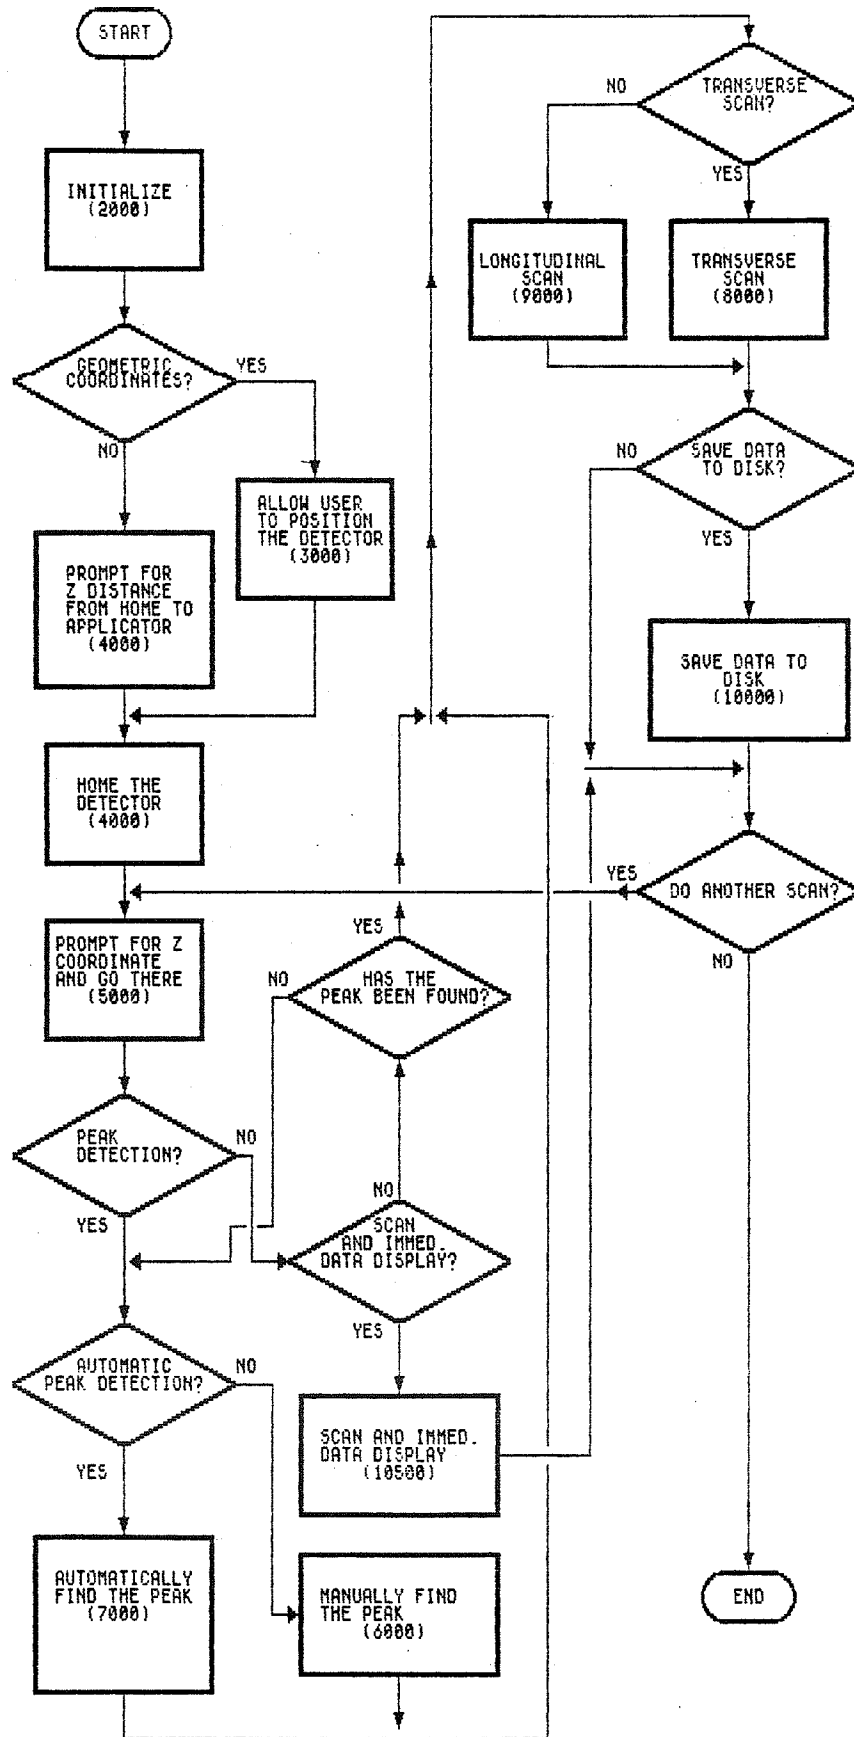 START
INITIALIZE
(2000)
GEOMETRIC
COORDINATES?
YES
NO
ALLOW USER
TO POSITION
THE DETECTOR
(3000)
PROMPT FOR
Z DISTANCE
FROM HOME TO
APPLICATOR
(4000)
HOME THE
DETECTOR
(4000)
PROMPT FOR Z
COORDINATE
AND GO THERE
(5000)
PEAK
DETECTION?
NO
YES
HAS THE
PEAK BEEN FOUND?
YES
NO
SCAN
AND IMMED.
DATA DISPLAY?
NO
YES
AUTOMATIC
PEAK DETECTION?
NO
YES
SCAN AND IMMED.
DATA DISPLAY
(10500)
AUTOMATICALLY
FIND THE PEAK
(7000)
MANUALLY FIND
THE PEAK
(6000)
TRANSVERSE
SCAN?
NO
YES
LONGITUDINAL
SCAN
(9000)
TRANSVERSE
SCAN
(8000)
SAVE DATA
TO DISK?
NO
YES
SAVE DATA TO
DISK
(10000)
DO ANOTHER SCAN?
YES
NO
END